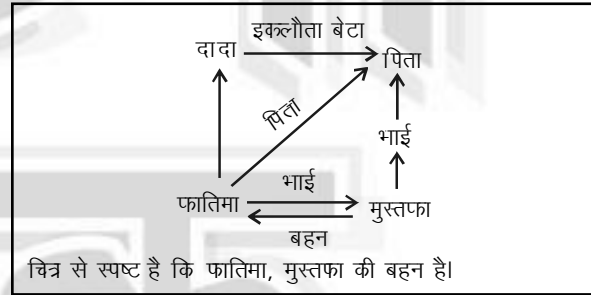 इकलौता बेटा
दादा
पिता
पिता
भाई
भाई
फातिमा
मुस्तफा
बहन
चित्र से स्पष्ट है कि फातिमा, मुस्तफा की बहन है।